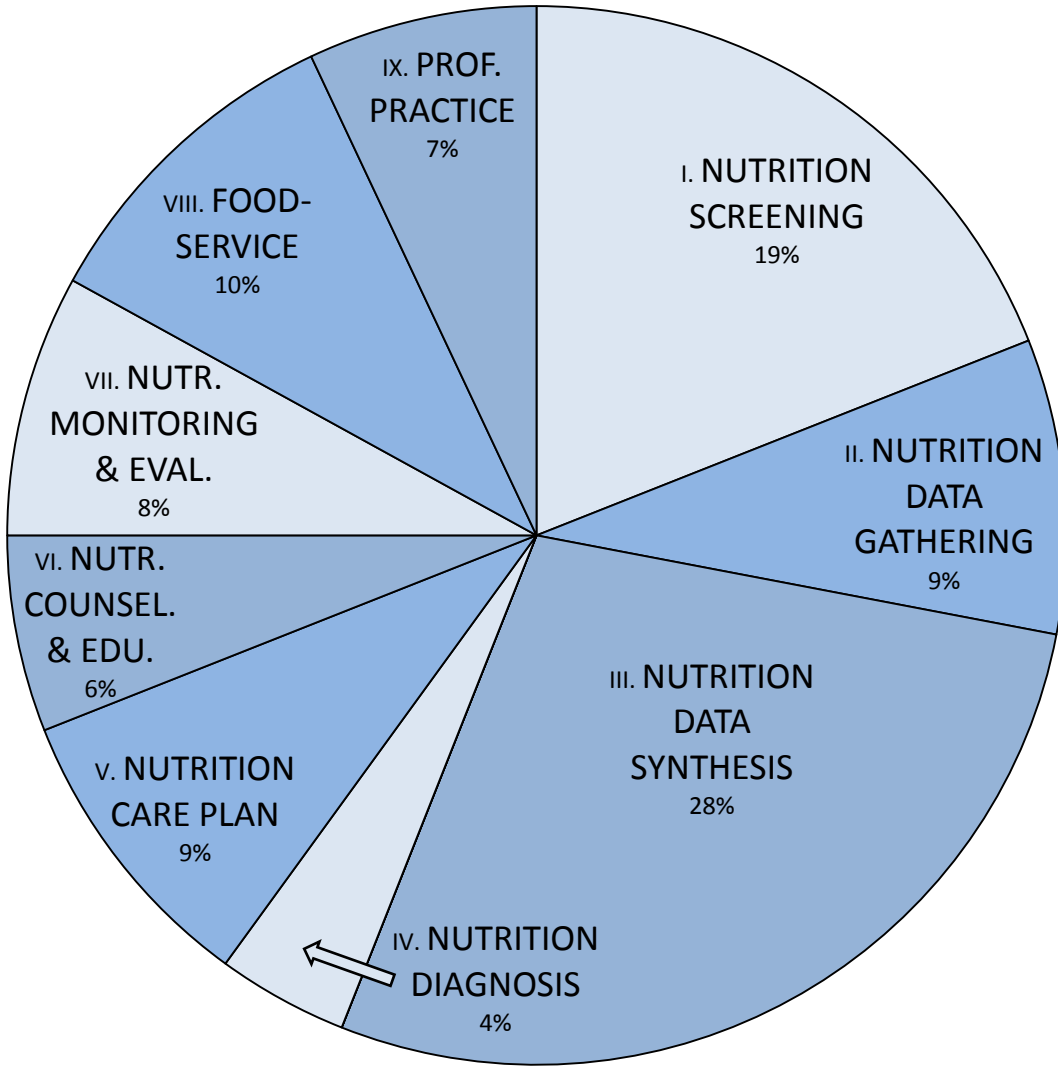 I. NUTRITION
SCREENING
19%
II. NUTRITION
DATA
GATHERING
9%
III. NUTRITION
DATA
SYNTHESIS
28%
IV. NUTRITION
DIAGNOSIS
4%
V. NUTRITION
CARE PLAN
9%
VI. NUTR.
COUNSEL.
& EDU.
6%
VII. NUTR.
MONITORING
& EVAL.
8%
VIII. FOOD-
SERVICE
10%
IX. PROF.
PRACTICE
7%